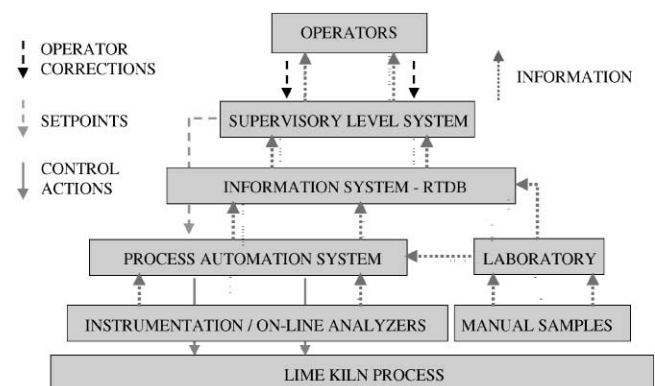 OPERATORS
OPERATOR
CORRECTIONS
INFORMATION
SETPOINTS
SUPERVISORY LEVEL SYSTEM
CONTROL
ACTIONS
INFORMATION SYSTEM - RTDB
PROCESS AUTOMATION SYSTEM
LABORATORY
INSTRUMENTATION / ON-LINE ANALYZERS
MANUAL SAMPLES
LIME KILN PROCESS